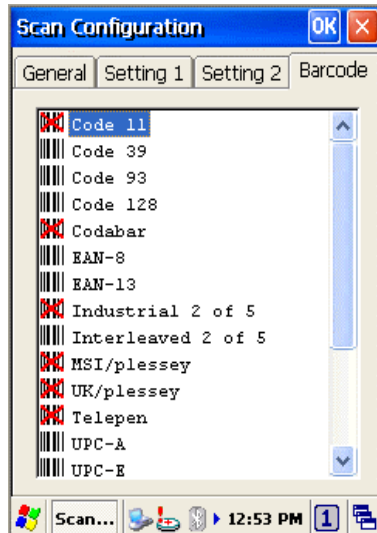 Scan Configuration OK
General Setting 1 Setting 2 Barcode
Code 11
Code 39
Code 93
Code 128
Codabar
EAN-8
EAN-13
Industrial 2 of 5
Interleaved 2 of 5
MSI/plessey
UK/plessey
Telepen
UPC-A
UPC-E
Scan... 12:53 PM 1